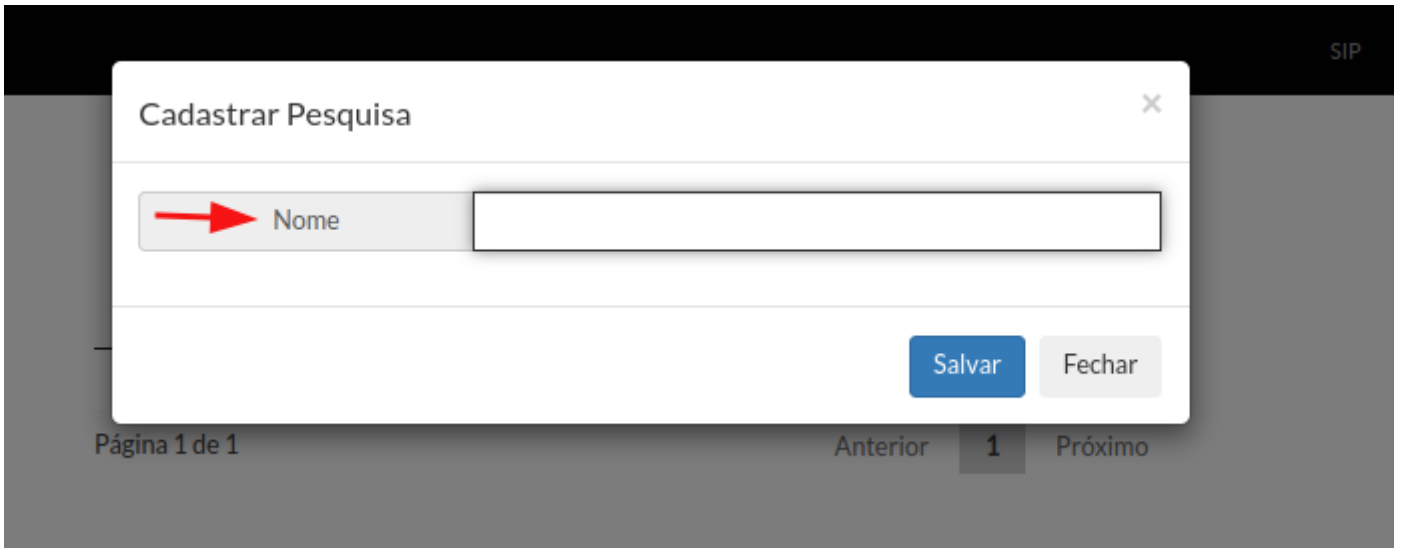 SIP
Cadastrar Pesquisa ×
Nome
Salvar Fechar
Página 1 de 1 Anterior 1 Próximo